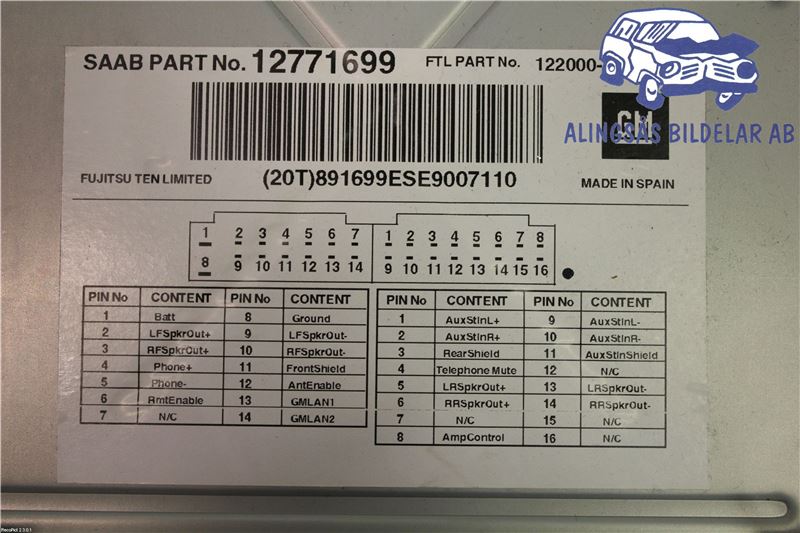 SAAB PART No. 12771699 FTL PART No. 122000-
GM
ALINGSÅS BILDELAR AB
FUJITSU TEN LIMITED (20T)891699ESE9007110 MADE IN SPAIN
1 2 3 4 5 6 7 1 2 3 4 5 6 7 8
8 9 10 11 12 13 14 9 10 11 12 13 14 15 16
PIN No CONTENT PIN No CONTENT
1 Batt 8 Ground
2 LFSpkrOut+ 9 LFSpkrOut-
3 RFSpkrOut+ 10 RFSpkrOut-
4 Phone+ 11 FrontShield
5 Phone- 12 AntEnable
6 RmtEnable 13 GMLAN1
7 N/C 14 GMLAN2
PIN No CONTENT PIN No CONTENT
1 AuxStInL+ 9 AuxStInL-
2 AuxStInR+ 10 AuxStInR-
3 RearShield 11 AuxStInShield
4 Telephone Mute 12 N/C
5 LRSpkrOut+ 13 LRSpkrOut-
6 RRSpkrOut+ 14 RRSpkrOut-
7 N/C 15 N/C
8 AmpControl 16 N/C